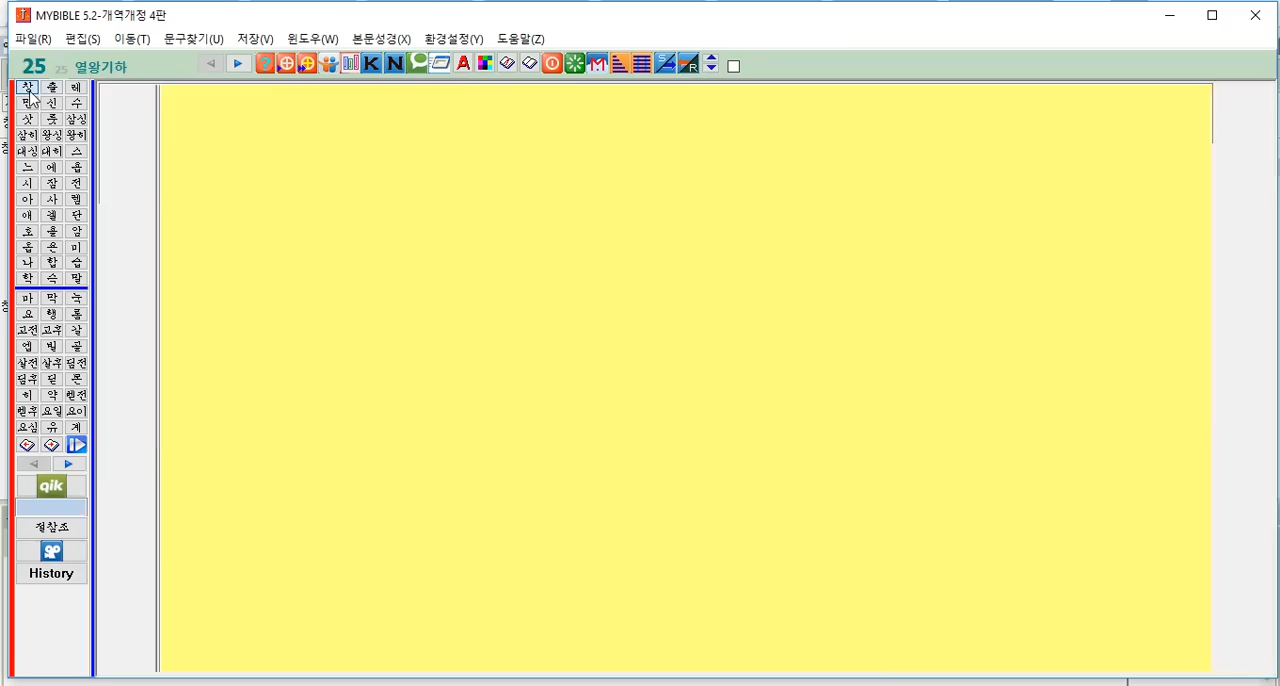 MYBIBLE 5.2-개역개정 4판
파일(R) 편집(S) 이동(T) 문구찾기(U) 저장(V) 윈도우(W) 본문성경(X) 환경설정(Y) 도움말(Z)
25 25 열왕기하
K N A M R
창 출 레
민 신 수
삿 룻 삼상
삼하 왕상 왕하
대상 대하 스
느 에 욥
시 잠 전
아 사 렘
애 겔 단
호 욜 암
옵 욘 미
나 합 습
학 슥 말
마 막 눅
요 행 롬
고전 고후 갈
엡 빌 골
살전 살후 딤전
딤후 딛 몬
히 약 벧전
벧후 요일 요이
요삼 유 계
qik
절참조
History